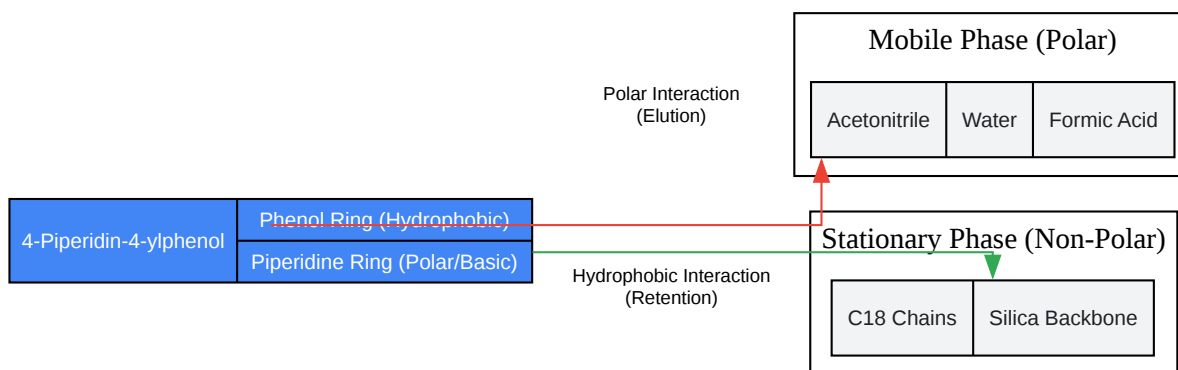 Mobile Phase (Polar)
Acetonitrile
Water
Formic Acid
Polar Interaction
(Elution)
4-Piperidin-4-ylphenol
Phenol Ring (Hydrophobic)
Piperidine Ring (Polar/Basic)
Hydrophobic Interaction
(Retention)
Stationary Phase (Non-Polar)
C18 Chains
Silica Backbone